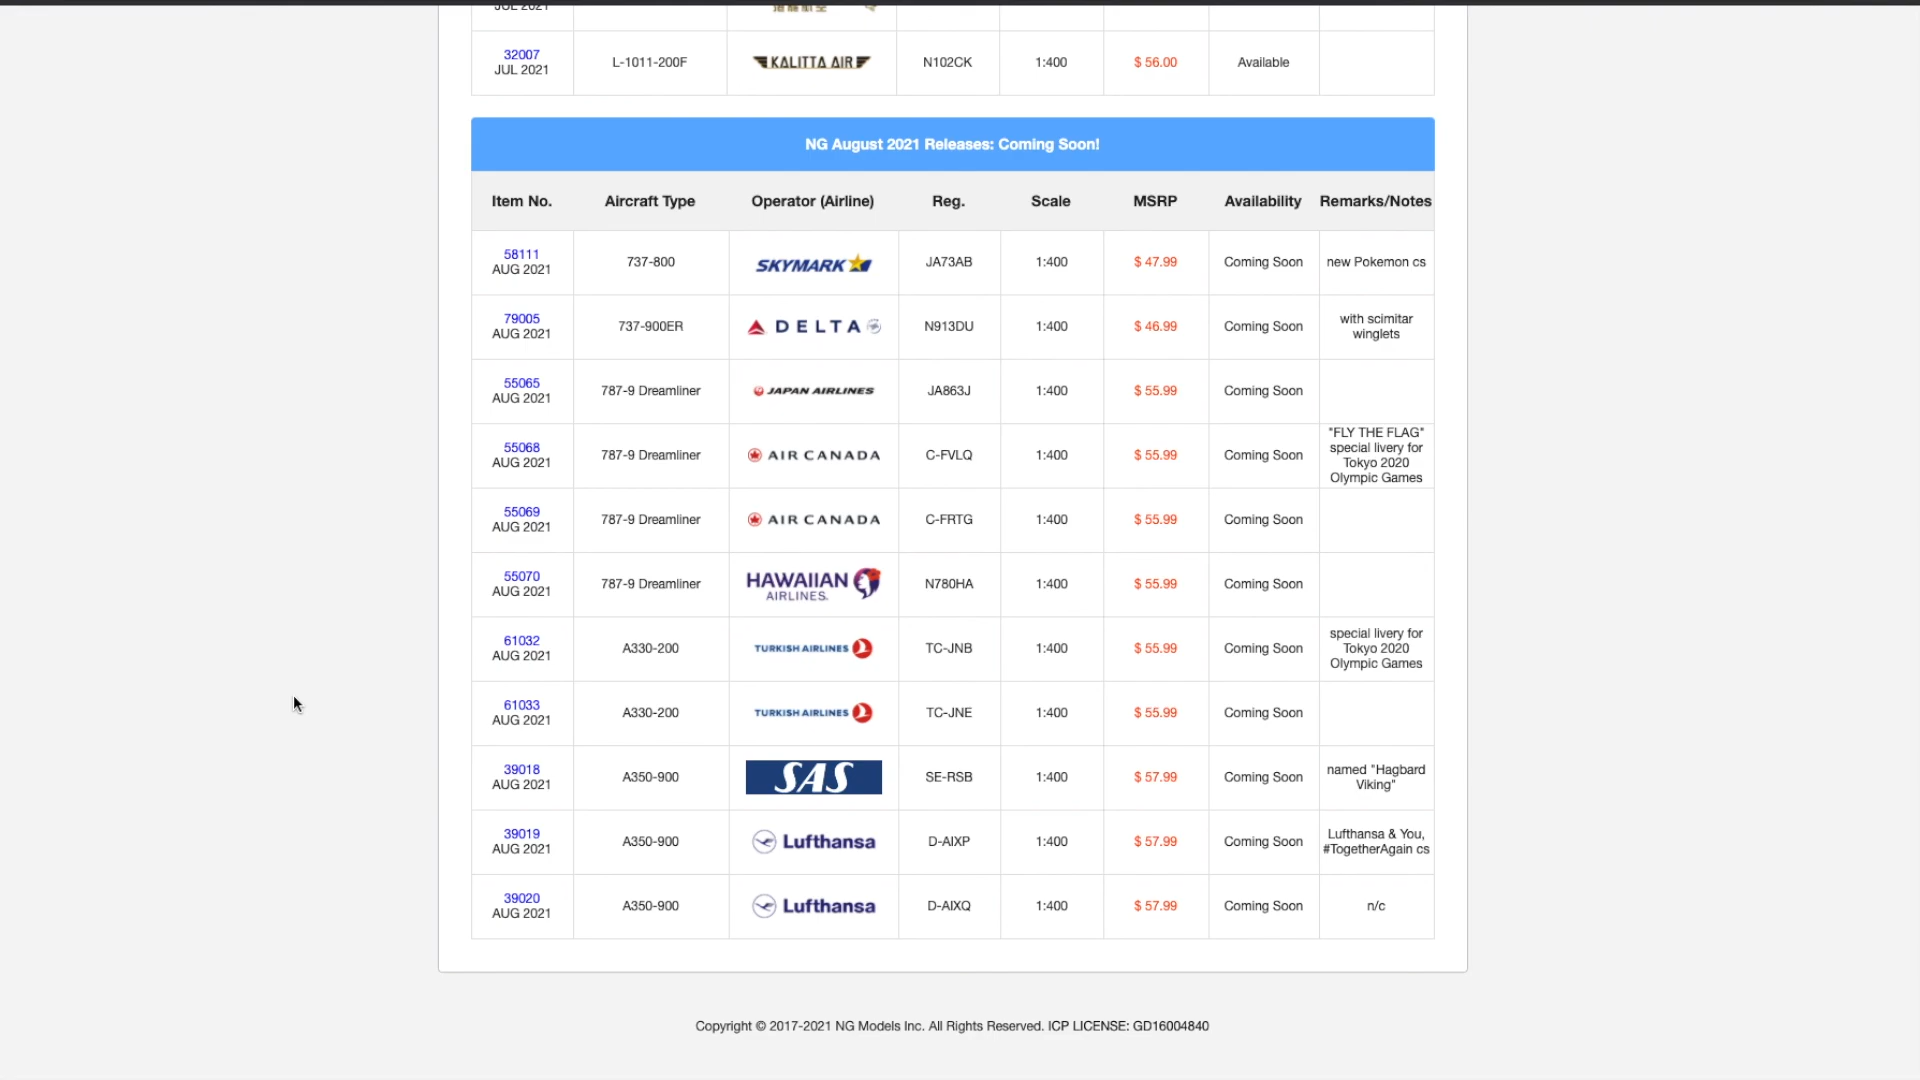 JUL 2021
32007
JUL 2021
L-1011-200F
KALITTA AIR
N102CK
1:400
$ 56.00
Available
NG August 2021 Releases: Coming Soon!
Item No.
Aircraft Type
Operator (Airline)
Reg.
Scale
MSRP
Availability
Remarks/Notes
58111
AUG 2021
737-800
SKYMARK
JA73AB
1:400
$ 47.99
Coming Soon
new Pokemon cs
79005
AUG 2021
737-900ER
DELTA
N913DU
1:400
$ 46.99
Coming Soon
with scimitar
winglets
55065
AUG 2021
787-9 Dreamliner
JAPAN AIRLINES
JA863J
1:400
$ 55.99
Coming Soon
55068
AUG 2021
787-9 Dreamliner
AIR CANADA
C-FVLQ
1:400
$ 55.99
Coming Soon
"FLY THE FLAG"
special livery for
Tokyo 2020
Olympic Games
55069
AUG 2021
787-9 Dreamliner
AIR CANADA
C-FRTG
1:400
$ 55.99
Coming Soon
55070
AUG 2021
787-9 Dreamliner
HAWAIIAN
AIRLINES.
N780HA
1:400
$ 55.99
Coming Soon
61032
AUG 2021
A330-200
TURKISH AIRLINES
TC-JNB
1:400
$ 55.99
Coming Soon
special livery for
Tokyo 2020
Olympic Games
61033
AUG 2021
A330-200
TURKISH AIRLINES
TC-JNE
1:400
$ 55.99
Coming Soon
39018
AUG 2021
A350-900
SAS
SE-RSB
1:400
$ 57.99
Coming Soon
named "Hagbard
Viking"
39019
AUG 2021
A350-900
Lufthansa
D-AIXP
1:400
$ 57.99
Coming Soon
Lufthansa & You,
#TogetherAgain cs
39020
AUG 2021
A350-900
Lufthansa
D-AIXQ
1:400
$ 57.99
Coming Soon
n/c
Copyright © 2017-2021 NG Models Inc. All Rights Reserved. ICP LICENSE: GD16004840